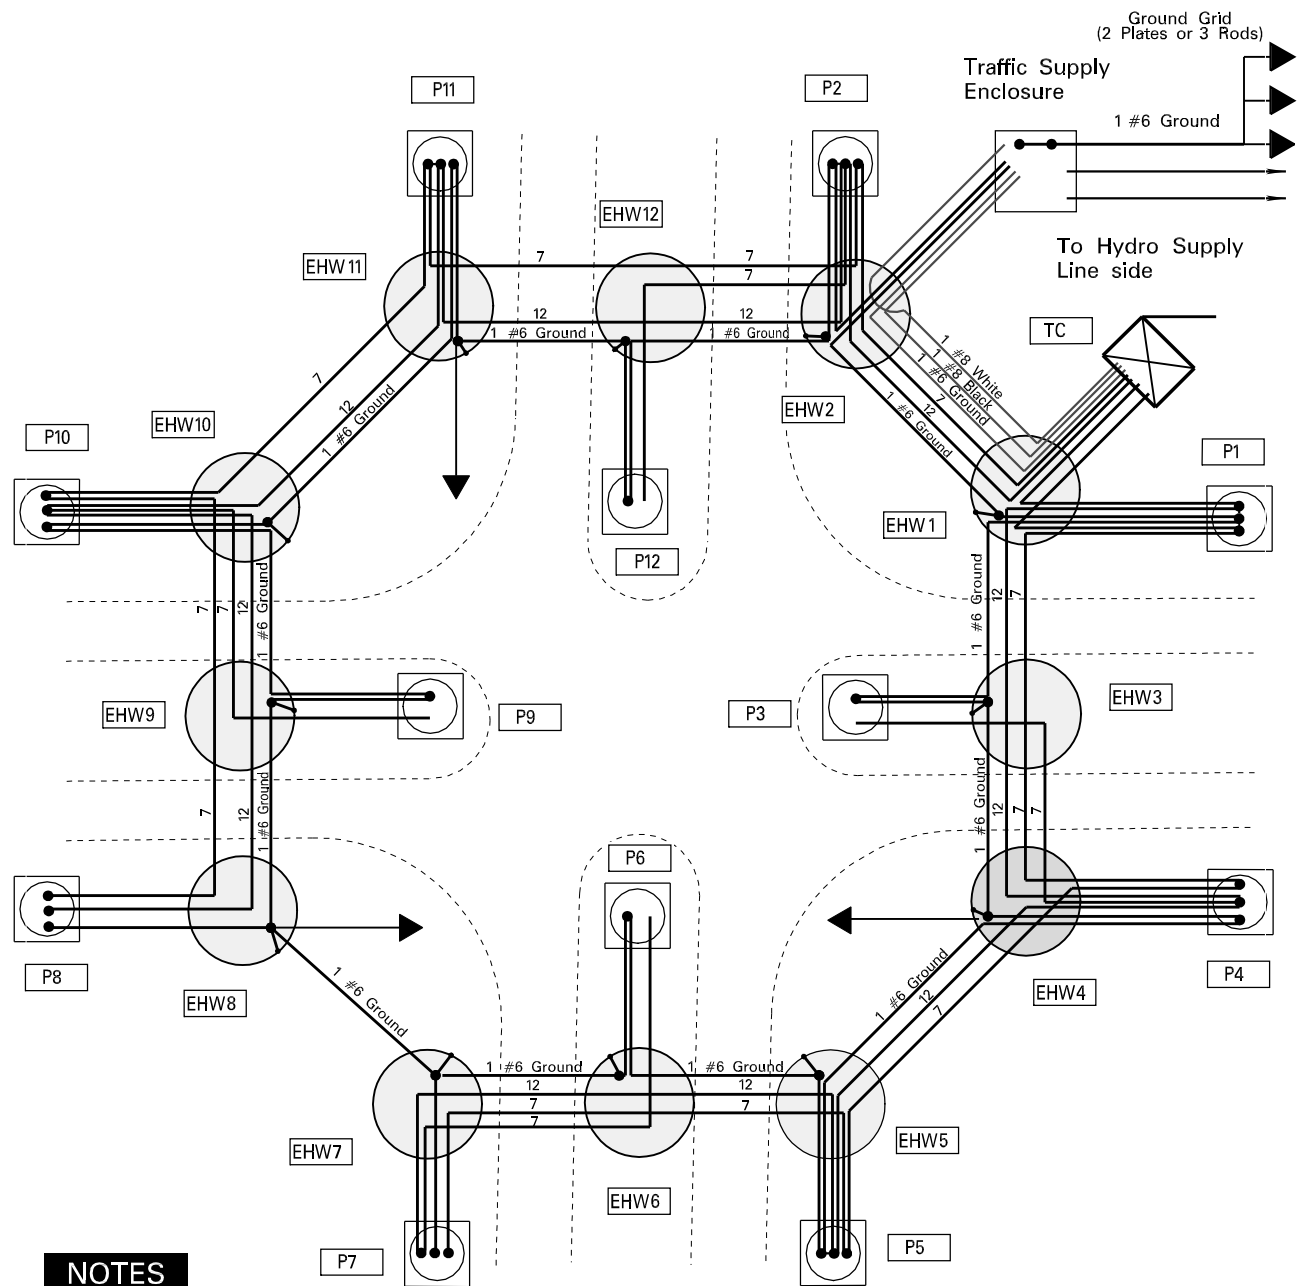 Ground Grid
(2 Plates or 3 Rods)
Traffic Supply
Enclosure
1 #6 Ground
P11
P2
EHW12
EHW11
To Hydro Supply
Line side
7
7
7
12
12
1 #6 Ground
1 #6 Ground
TC
1 #8 White
1 #8 Black
1 #6 Ground
7
12
1 #6 Ground
7
12
1 #6 Ground
EHW2
EHW10
P10
P1
EHW1
P12
7
7
12
1 #6 Ground
1 #6 Ground
12
7
EHW9
P9
P3
EHW3
7
12
1 #6 Ground
1 #6 Ground
12
7
7
P6
P8
EHW8
P4
EHW4
1 #6 Ground
1 #6 Ground
12
7
1 #6 Ground
1 #6 Ground
12
12
7
7
7
EHW7
EHW5
EHW6
P7
P5
NOTES